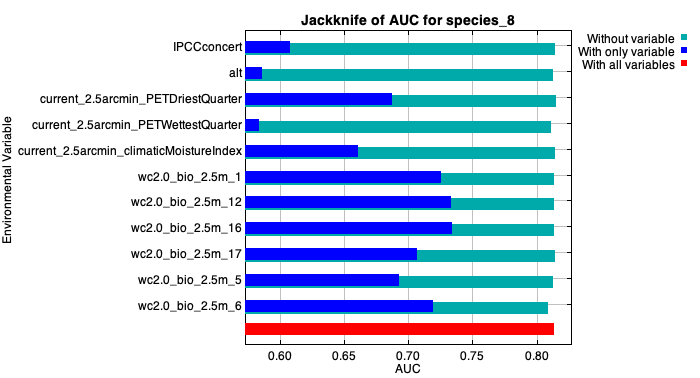 Jackknife of AUC for species_8
Without variable
With only variable
With all variables
Environmental Variable
IPCCconcert
alt
current_2.5arcmin_PETDriestQuarter
current_2.5arcmin_PETWettestQuarter
current_2.5arcmin_climaticMoistureIndex
wc2.0_bio_2.5m_1
wc2.0_bio_2.5m_12
wc2.0_bio_2.5m_16
wc2.0_bio_2.5m_17
wc2.0_bio_2.5m_5
wc2.0_bio_2.5m_6
0.60 0.65 0.70 0.75 0.80
AUC